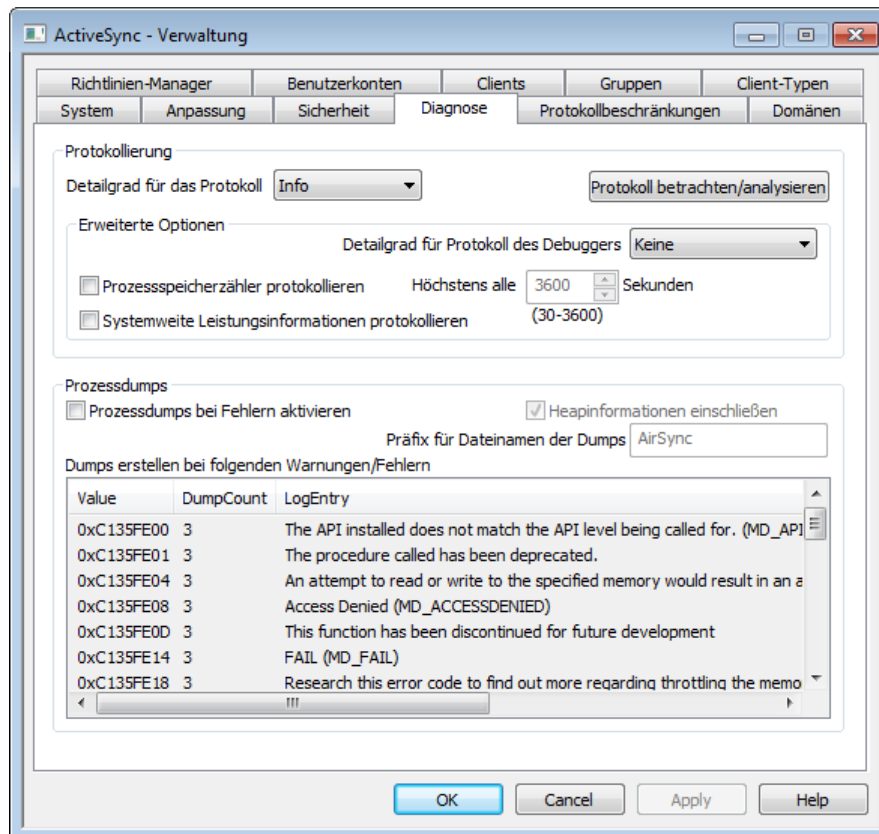 ActiveSync - Verwaltung
Richtlinien-Manager Benutzerkonten Clients Gruppen Client-Typen
System Anpassung Sicherheit Diagnose Protokollbeschränkungen Domänen
Protokollierung
Detailgrad für das Protokoll Info Protokoll betrachten/analysieren
Erweiterte Optionen
Detailgrad für Protokoll des Debuggers Keine
Prozessspeicherzähler protokollieren Höchstens alle 3600 Sekunden
Systemweite Leistungsinformationen protokollieren (30-3600)
Prozessdumps
Prozessdumps bei Fehlern aktivieren Heapinformationen einschließen
Präfix für Dateinamen der Dumps AirSync
Dumps erstellen bei folgenden Warnungen/Fehlern
Value DumpCount LogEntry
0xC135FE00 3 The API installed does not match the API level being called for. (MD_API
0xC135FE01 3 The procedure called has been deprecated.
0xC135FE04 3 An attempt to read or write to the specified memory would result in an a
0xC135FE08 3 Access Denied (MD_ACCESSDENIED)
0xC135FE0D 3 This function has been discontinued for future development
0xC135FE14 3 FAIL (MD_FAIL)
0xC135FE18 3 Research this error code to find out more regarding throttling the memo
OK Cancel Apply Help